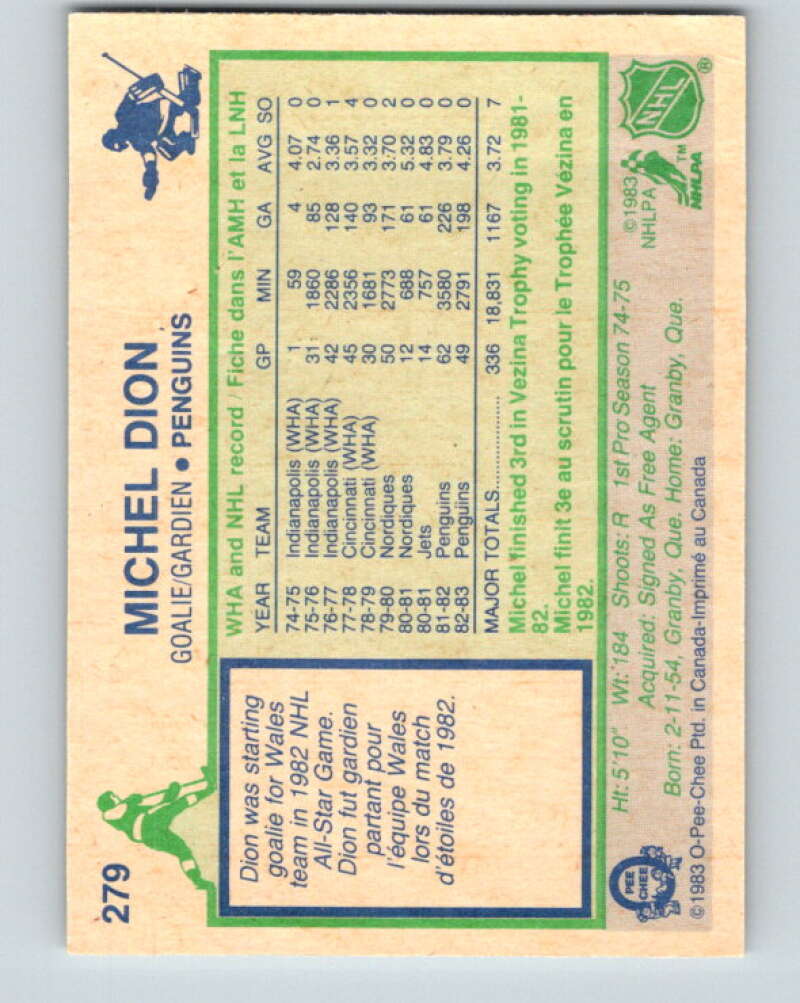 279
MICHEL DION
GOALIE/GARDIEN • PENGUINS
Dion was starting
goalie for Wales
team in 1982 NHL
All-Star Game.
Dion fut gardien
partant pour
l'équipe Wales
lors du match
d'étoiles de 1982.
WHA and NHL record / Fiche dans l'AMH et la LNH
YEAR TEAM GP MIN GA AVG SO
74-75 Indianapolis (WHA) 1 59 4 4.07 0
75-76 Indianapolis (WHA) 31 1860 85 2.74 0
76-77 Indianapolis (WHA) 42 2286 128 3.36 1
77-78 Cincinnati (WHA) 45 2356 140 3.57 4
78-79 Cincinnati (WHA) 30 1681 93 3.32 0
79-80 Nordiques 50 2773 171 3.70 2
80-81 Nordiques 12 688 61 5.32 0
80-81 Jets 14 757 61 4.83 0
81-82 Penguins 62 3580 226 3.79 0
82-83 Penguins 49 2791 198 4.26 0
MAJOR TOTALS.................... 336 18,831 1167 3.72 7
Michel finished 3rd in Vezina Trophy voting in 1981-
82.
Michel finit 3e au scrutin pour le Trophée Vézina en
1982.
Ht: 5'10" Wt: 184 Shoots: R 1st Pro Season 74-75
Acquired: Signed As Free Agent
Born: 2-11-54, Granby, Que. Home: Granby, Que.
©1983 O-Pee-Chee Ptd. in Canada-Imprimé au Canada
O
PEE
CHEE
©1983
NHLPA
NHL
®
TM
NHLPA